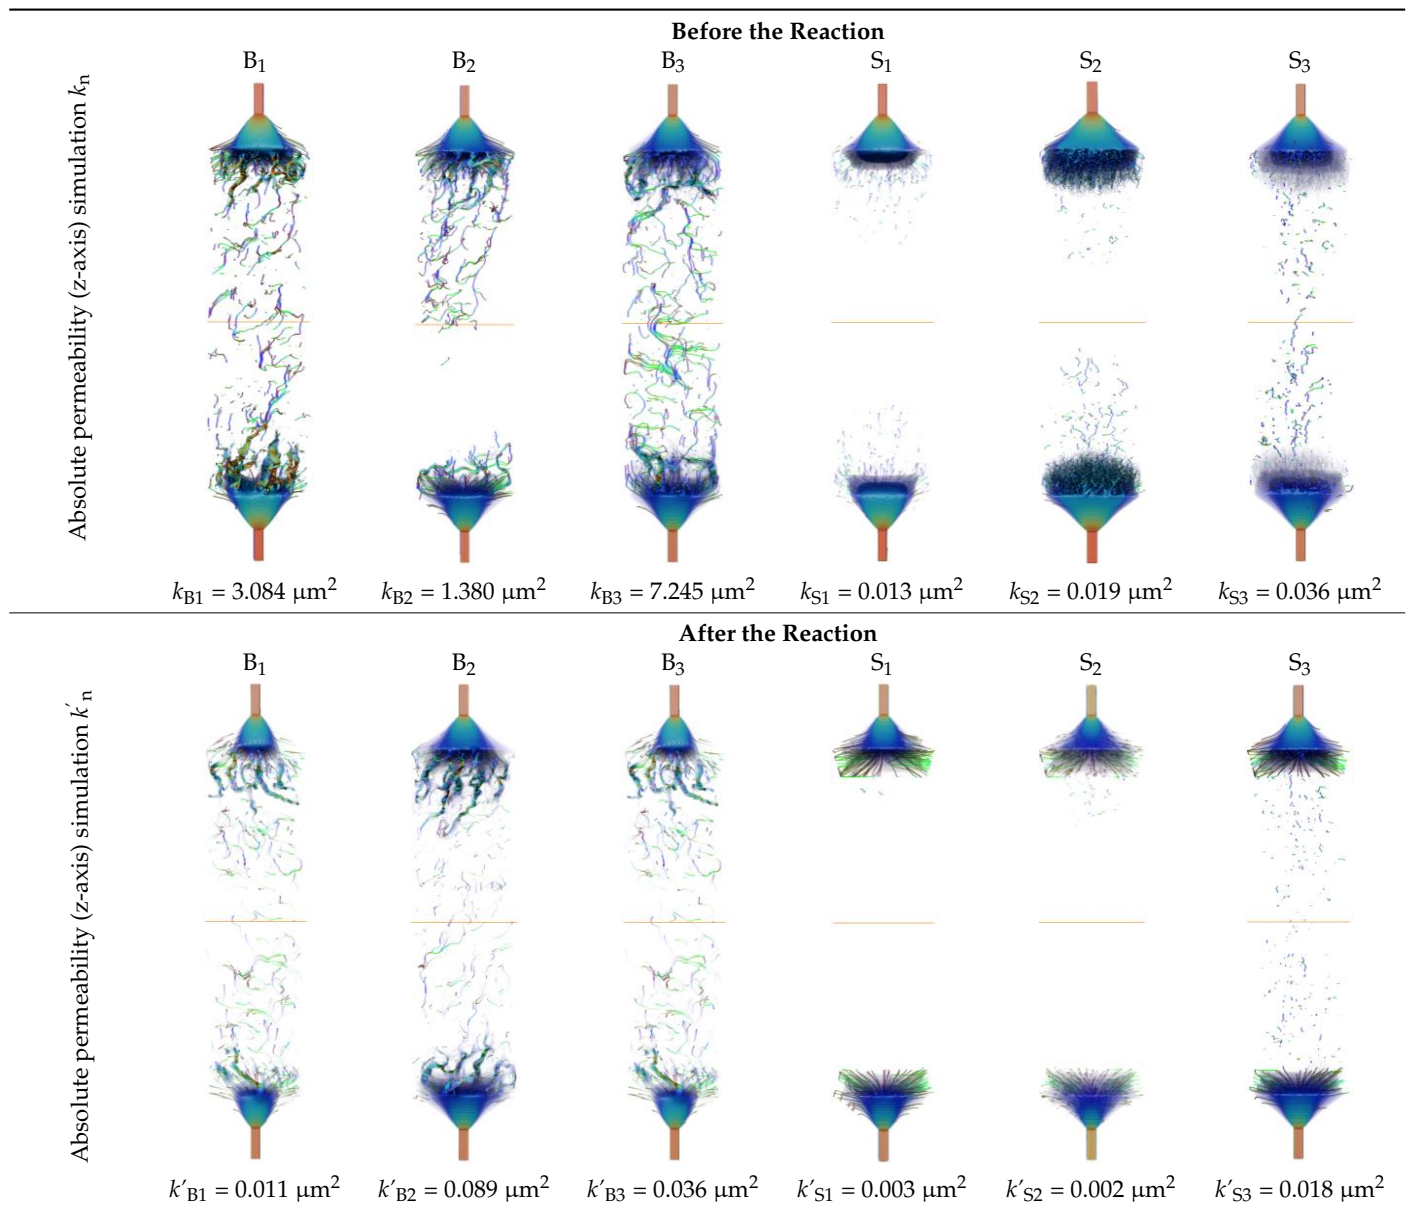 Before the Reaction
B1 B2 B3 S1 S2 S3
Absolute permeability (z-axis) simulation kn
kB1 = 3.084 μm2 kB2 = 1.380 μm2 kB3 = 7.245 μm2 kS1 = 0.013 μm2 kS2 = 0.019 μm2 kS3 = 0.036 μm2
After the Reaction
B1 B2 B3 S1 S2 S3
Absolute permeability (z-axis) simulation k′n
k′B1 = 0.011 μm2 k′B2 = 0.089 μm2 k′B3 = 0.036 μm2 k′S1 = 0.003 μm2 k′S2 = 0.002 μm2 k′S3 = 0.018 μm2